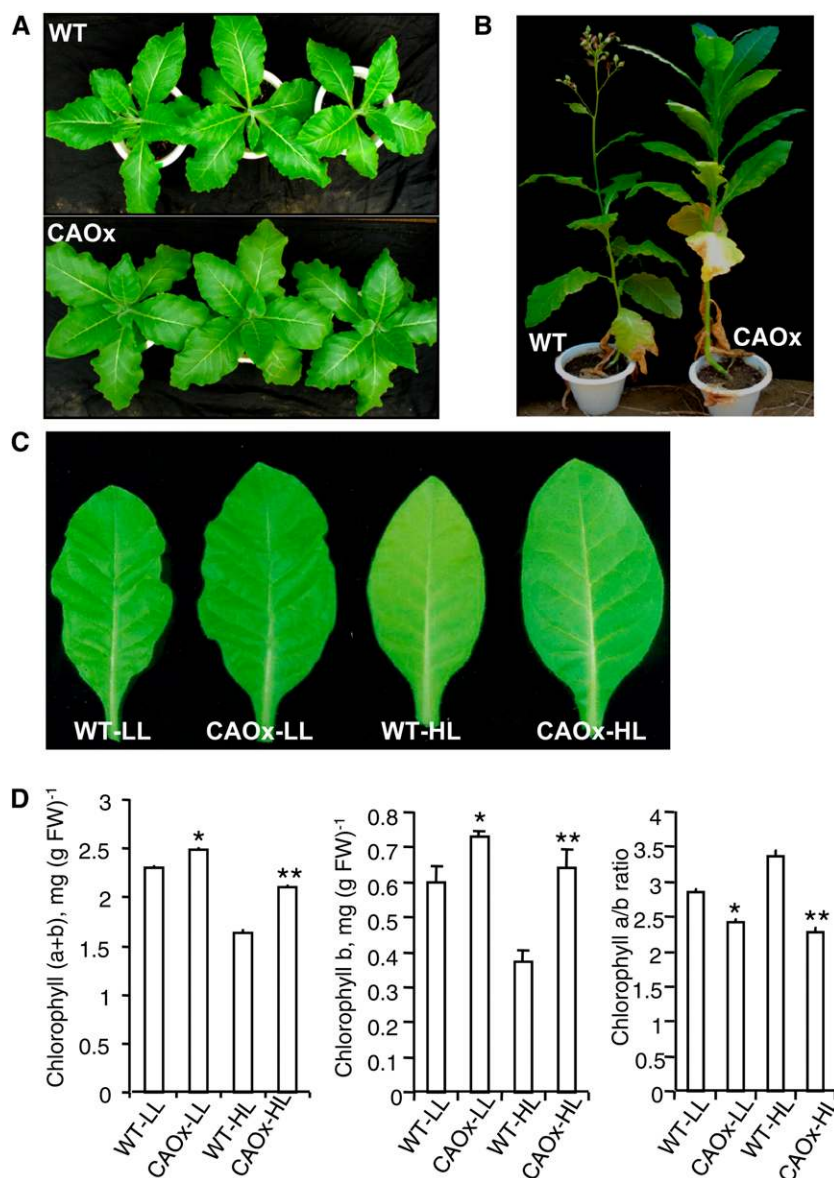 A
WT
CAOx
B
WT
CAOx
C
WT-LL
CAOx-LL
WT-HL
CAOx-HL
D
Chlorophyll (a+b), mg (g FW)-1
3
2.5
2
1.5
1
0.5
0
*
**
WT-LL
CAOx-LL
WT-HL
CAOx-HL
Chlorophyll b, mg (g FW)-1
0.8
0.7
0.6
0.5
0.4
0.3
0.2
0.1
0
*
**
WT-LL
CAOx-LL
WT-HL
CAOx-HL
Chlorophyll a/b ratio
4
3.5
3
2.5
2
1.5
1
0.5
0
*
**
WT-LL
CAOx-LL
WT-HL
CAOx-HL